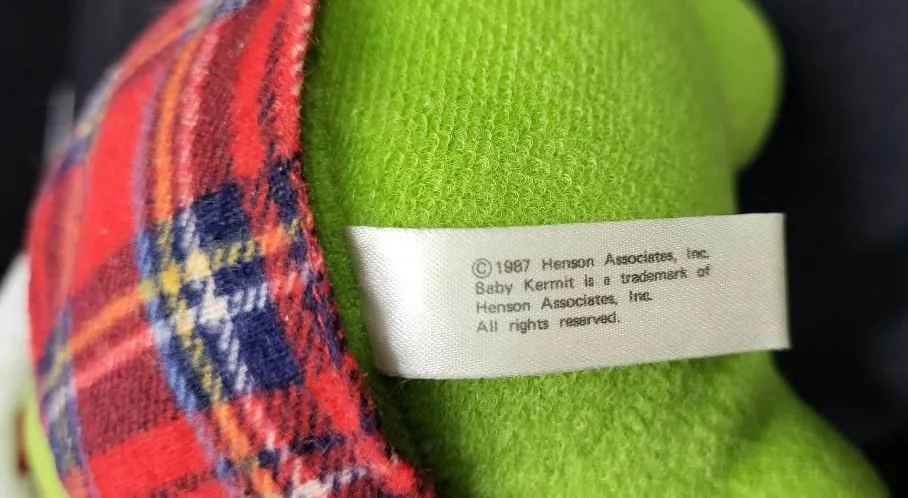 ©1987 Henson Associates, Inc.
Baby Kermit is a trademark of
Henson Associates, Inc.
All rights reserved.